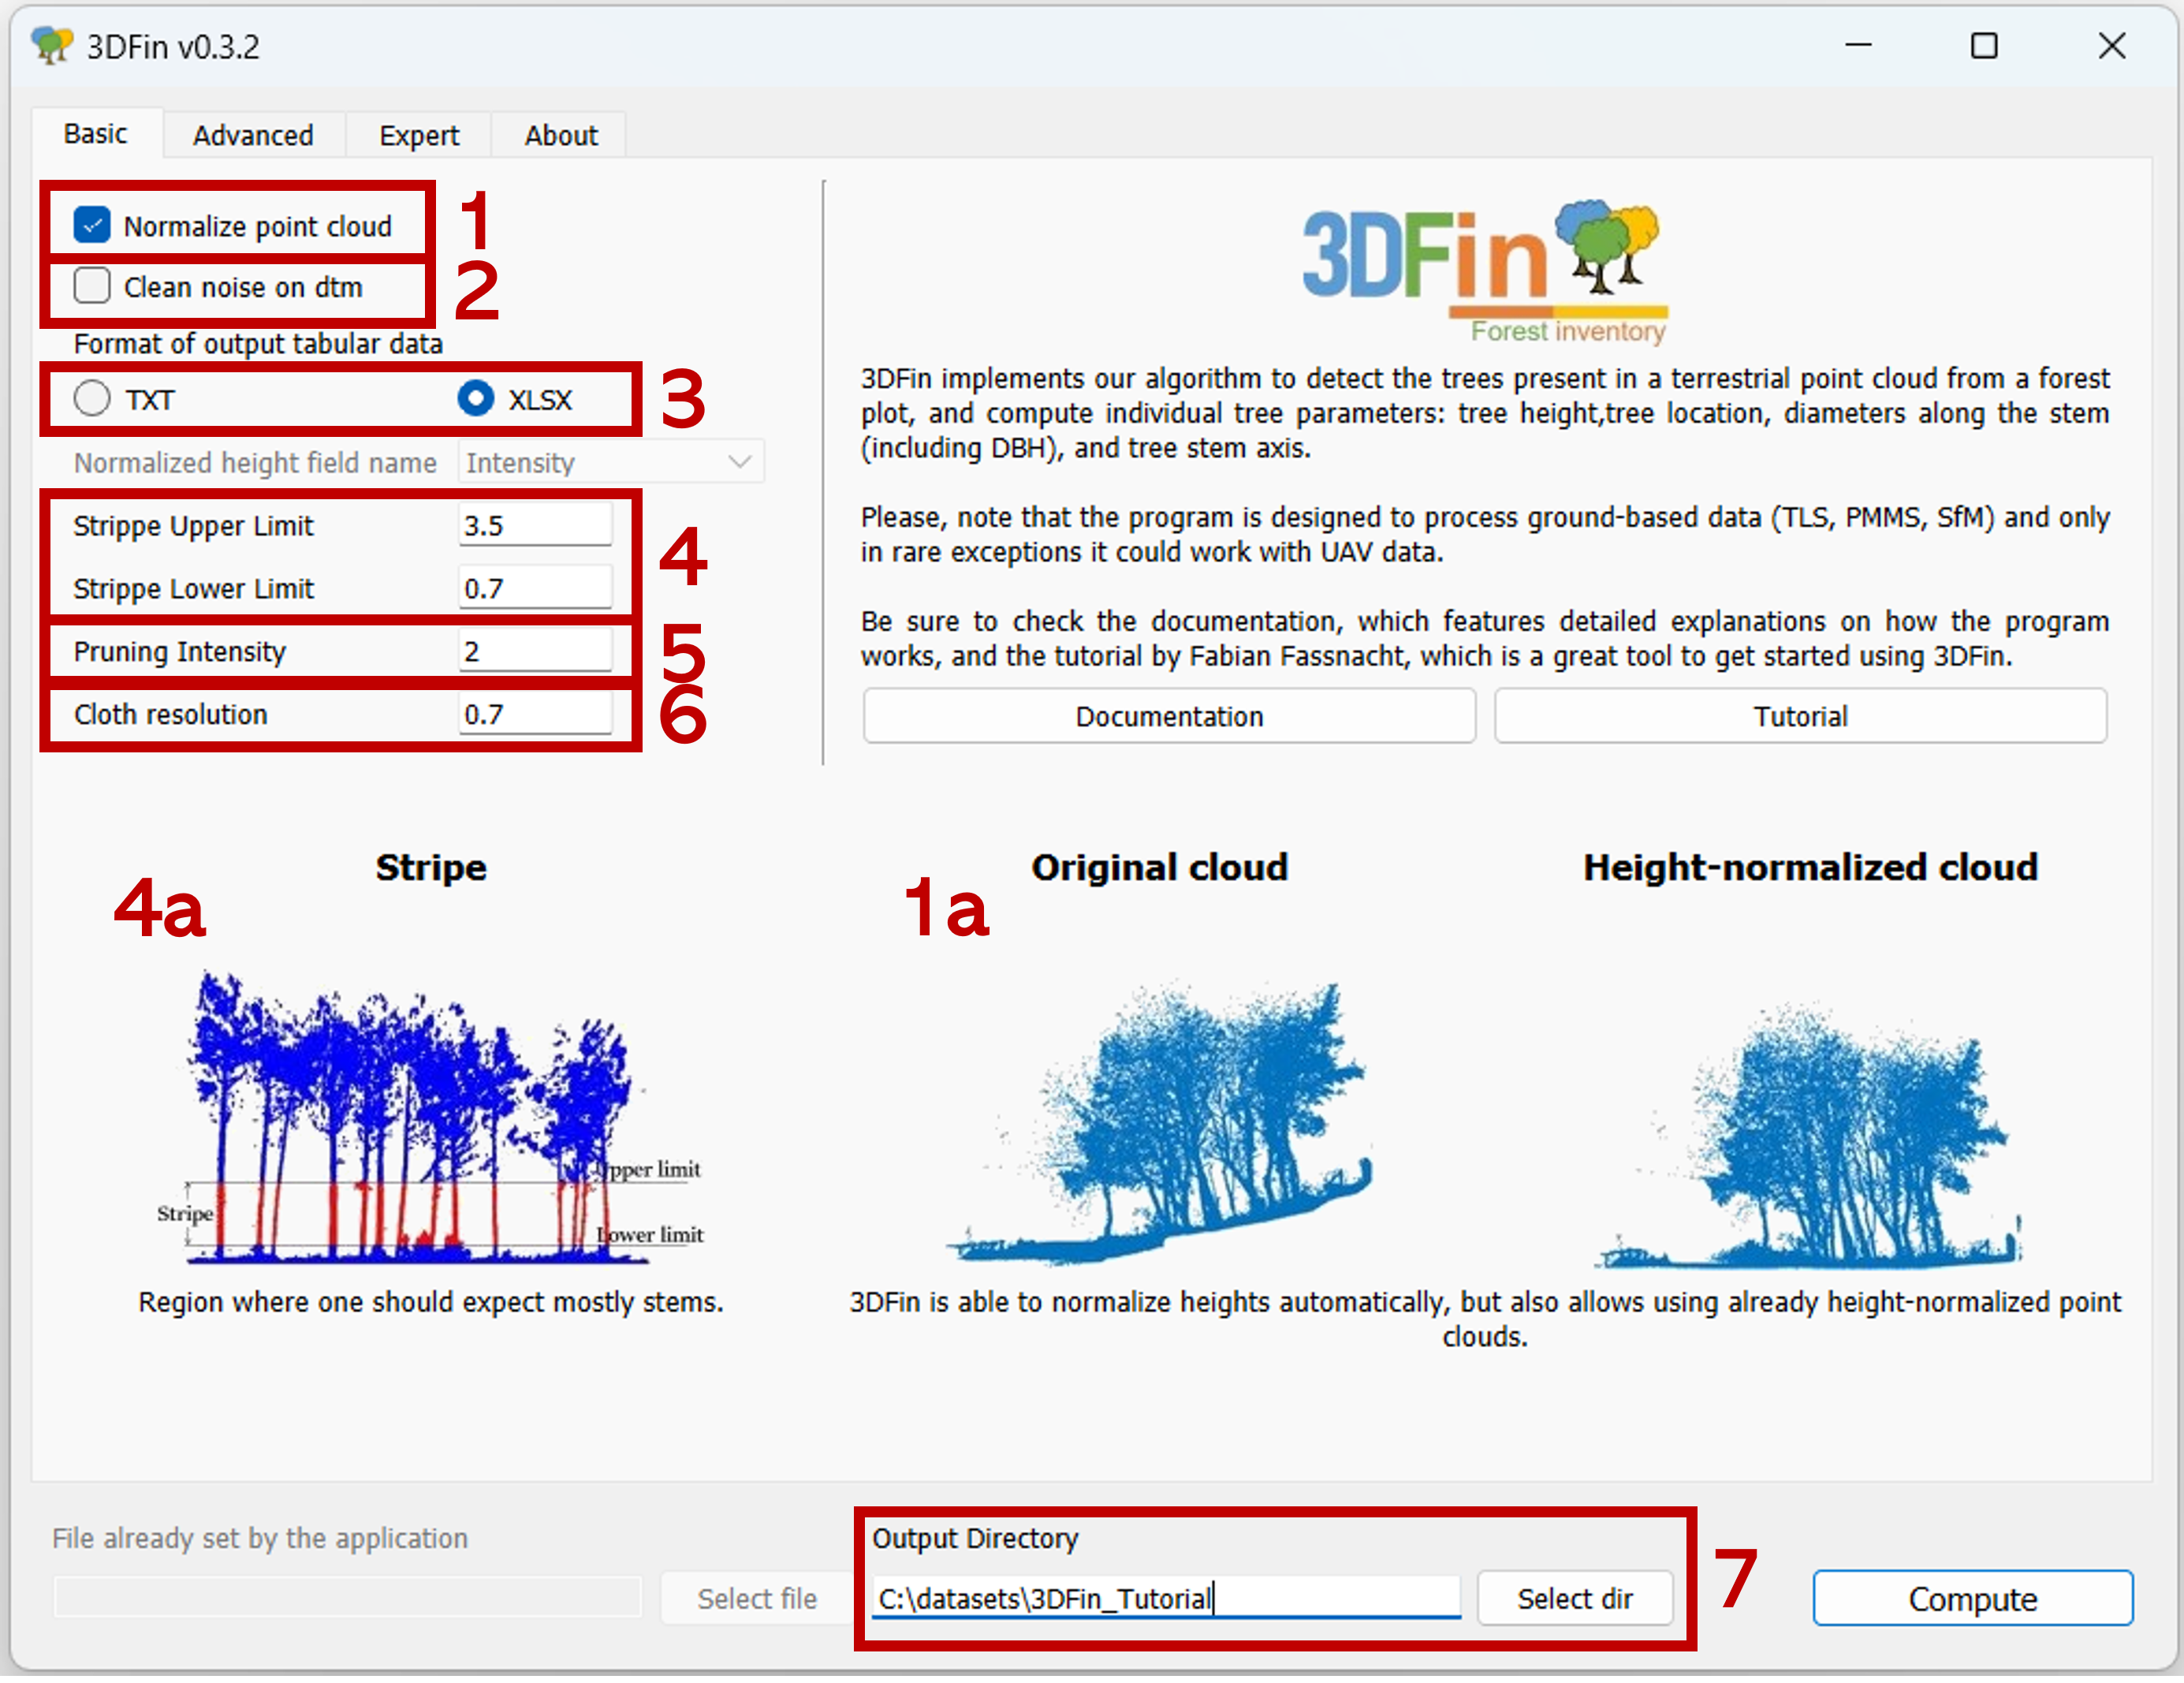 3DFin v0.3.2
Basic
Advanced
Expert
About
Normalize point cloud
1
Clean noise on dtm
2
Format of output tabular data
TXT
XLSX
3
Normalized height field name
Intensity
Strippe Upper Limit
3.5
4
Strippe Lower Limit
0.7
Pruning Intensity
2
5
Cloth resolution
0.7
6
3DFin
Forest inventory
3DFin implements our algorithm to detect the trees present in a terrestrial point cloud from a forest
plot, and compute individual tree parameters: tree height,tree location, diameters along the stem
(including DBH), and tree stem axis.
Please, note that the program is designed to process ground-based data (TLS, PMMS, SfM) and only
in rare exceptions it could work with UAV data.
Be sure to check the documentation, which features detailed explanations on how the program
works, and the tutorial by Fabian Fassnacht, which is a great tool to get started using 3DFin.
Documentation
Tutorial
Stripe
4a
Upper limit
Stripe
Lower limit
Region where one should expect mostly stems.
Original cloud
Height-normalized cloud
1a
3DFin is able to normalize heights automatically, but also allows using already height-normalized point
clouds.
File already set by the application
Select file
Output Directory
C:\datasets\3DFin_Tutorial
Select dir
7
Compute